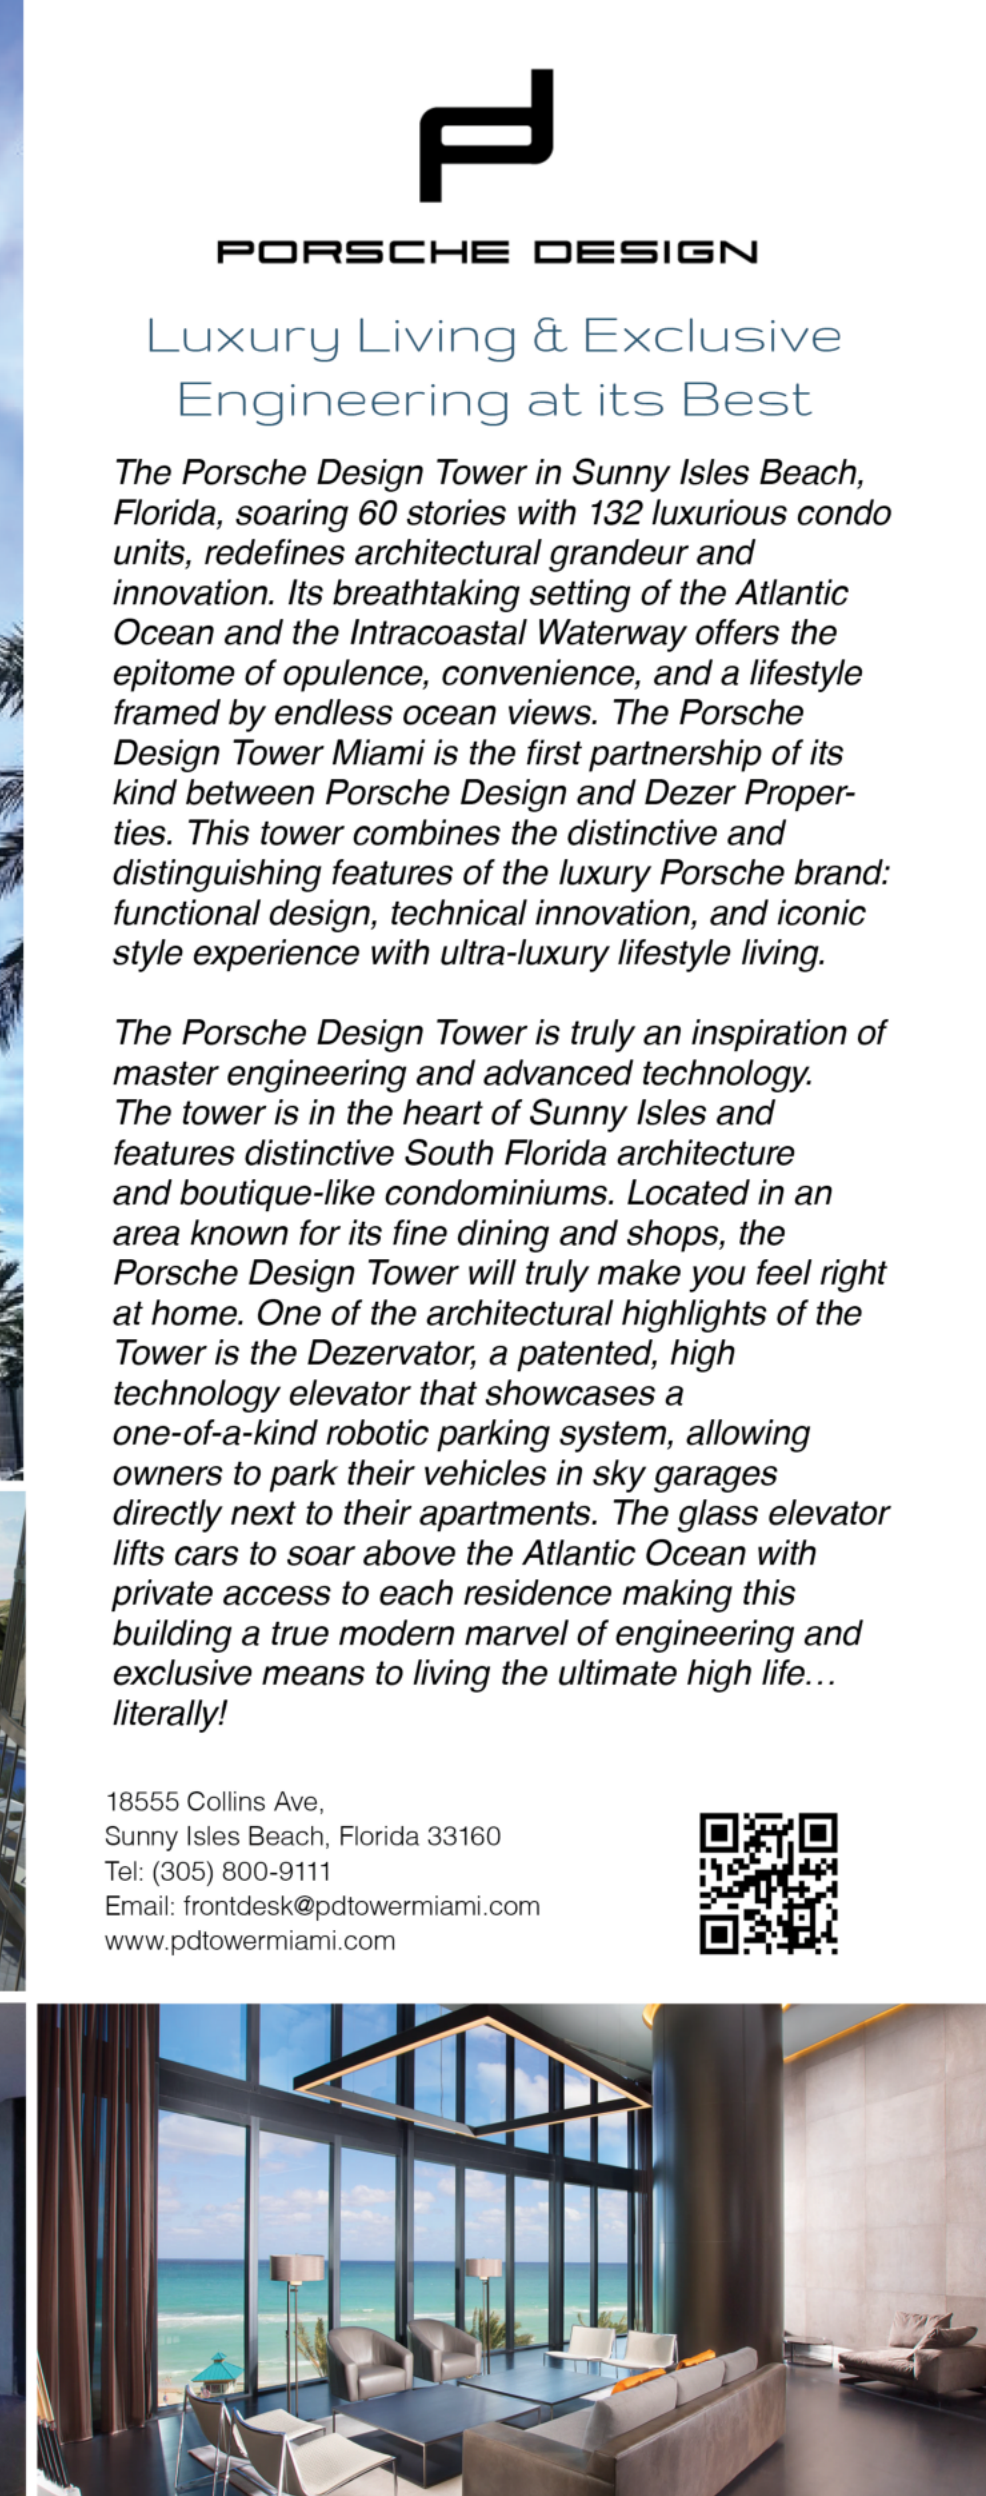 PORSCHE DESIGN
Luxury Living & Exclusive
Engineering at its Best
The Porsche Design Tower in Sunny Isles Beach,
Florida, soaring 60 stories with 132 luxurious condo
units, redefines architectural grandeur and
innovation. Its breathtaking setting of the Atlantic
Ocean and the Intracoastal Waterway offers the
epitome of opulence, convenience, and a lifestyle
framed by endless ocean views. The Porsche
Design Tower Miami is the first partnership of its
kind between Porsche Design and Dezer Proper-
ties. This tower combines the distinctive and
distinguishing features of the luxury Porsche brand:
functional design, technical innovation, and iconic
style experience with ultra-luxury lifestyle living.
The Porsche Design Tower is truly an inspiration of
master engineering and advanced technology.
The tower is in the heart of Sunny Isles and
features distinctive South Florida architecture
and boutique-like condominiums. Located in an
area known for its fine dining and shops, the
Porsche Design Tower will truly make you feel right
at home. One of the architectural highlights of the
Tower is the Dezervator, a patented, high
technology elevator that showcases a
one-of-a-kind robotic parking system, allowing
owners to park their vehicles in sky garages
directly next to their apartments. The glass elevator
lifts cars to soar above the Atlantic Ocean with
private access to each residence making this
building a true modern marvel of engineering and
exclusive means to living the ultimate high life…
literally!
18555 Collins Ave,
Sunny Isles Beach, Florida 33160
Tel: (305) 800-9111
Email: frontdesk@pdtowermiami.com
www.pdtowermiami.com